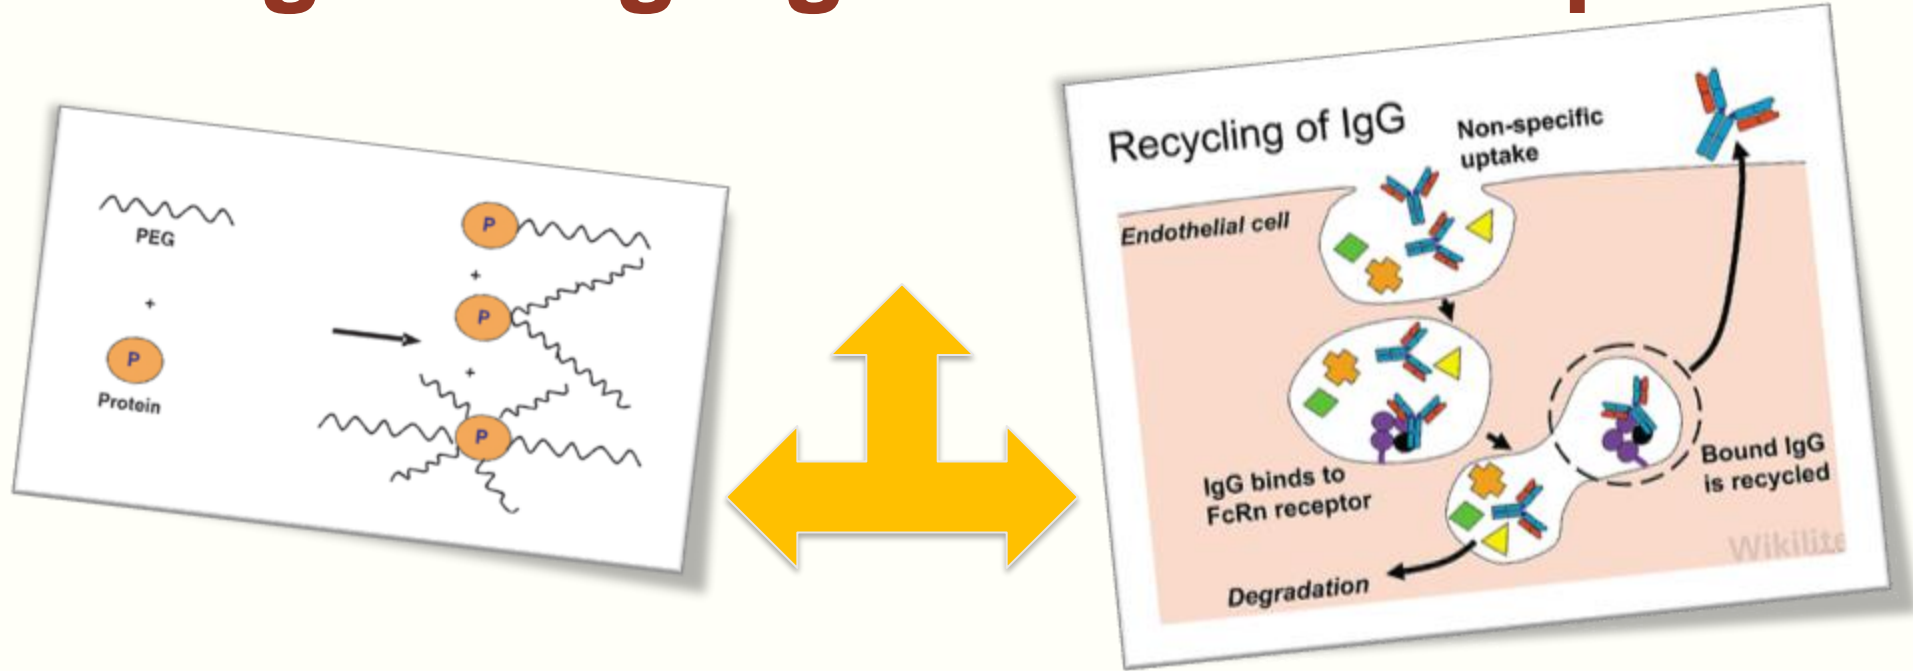 PEG
+
P
Protein
P
+
P
+
P
Recycling of IgG
Non-specific
uptake
Endothelial cell
IgG binds to
FcRn receptor
Bound IgG
is recycled
Degradation